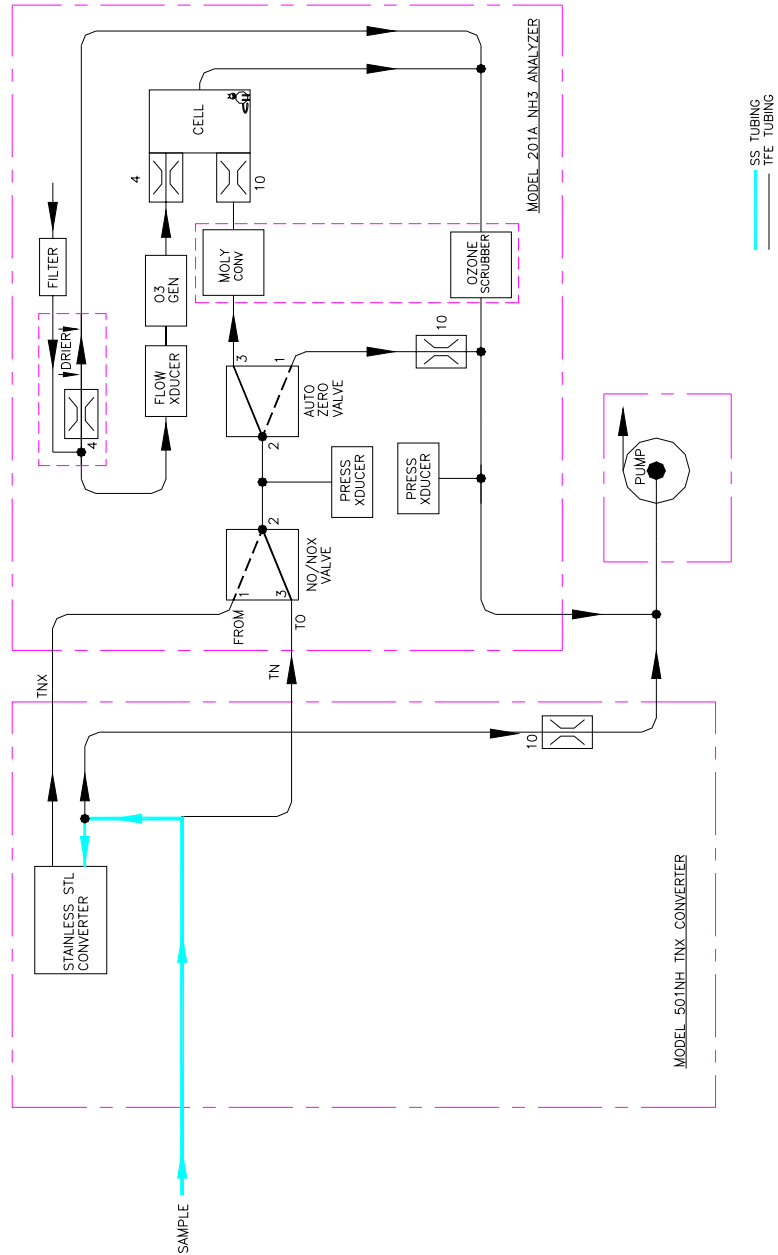 SAMPLE
STAINLESS STL
CONVERTER
TNX
TN
10
MODEL 501NH TNX CONVERTER
FROM
TO
1
3
2
NO/NOX
VALVE
PRESS
XDUCER
PRESS
XDUCER
2
3
1
AUTO
ZERO
VALVE
10
4
DRIER
FILTER
FLOW
XDUCER
O3
GEN
MOLY
CONV
OZONE
SCRUBBER
4
10
CELL
MODEL 201A NH3 ANALYZER
PUMP
SS TUBING
TFE TUBING